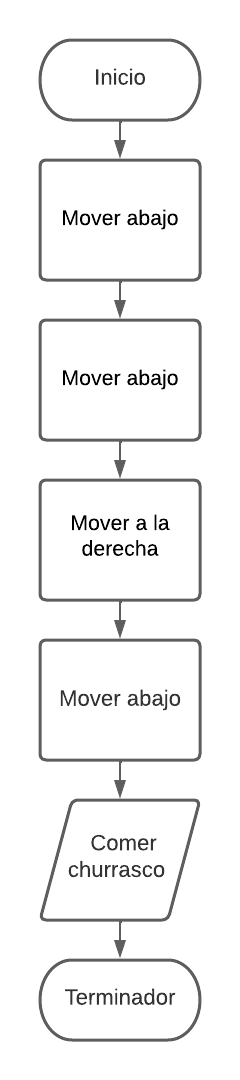 Inicio
Mover abajo
Mover abajo
Mover a la
derecha
Mover abajo
Comer
churrasco
Terminador